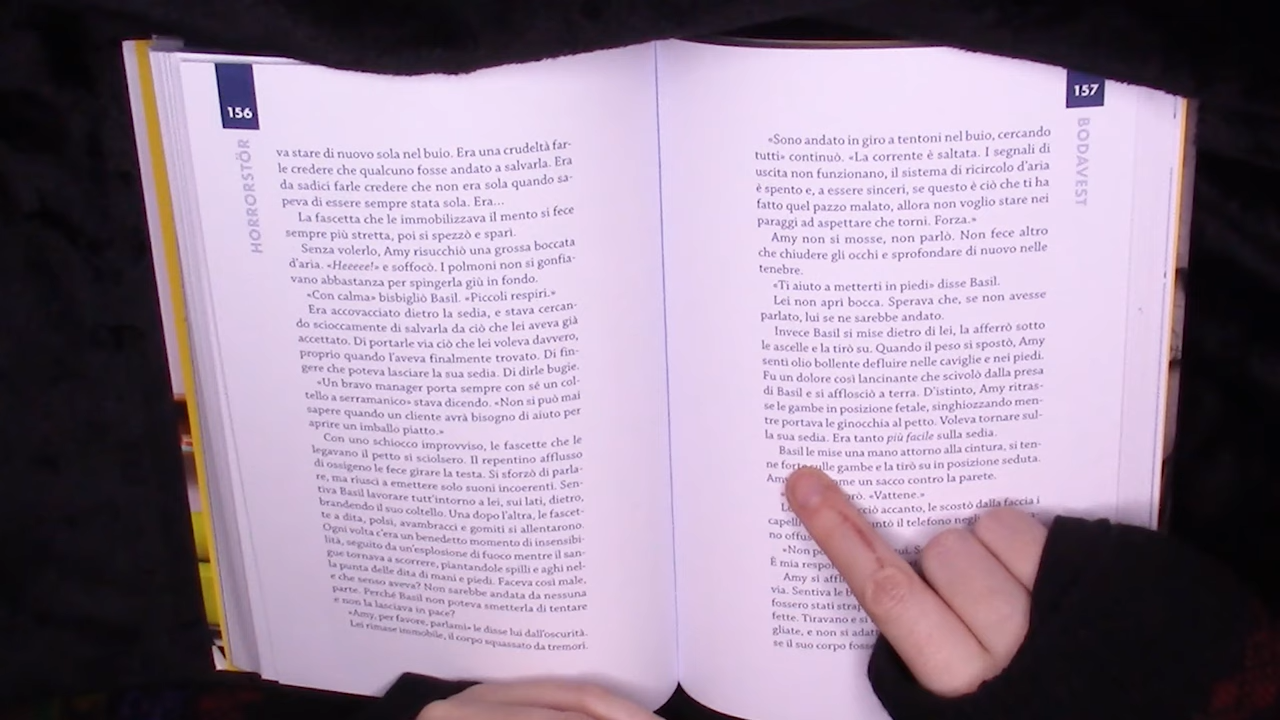 156
HORRORSTÖR
va stare di nuovo sola nel buio. Era una crudeltà far-
le credere che qualcuno fosse andato a salvarla. Era
da sadici farle credere che non era sola quando sa-
peva di essere sempre stata sola. Era...
La fascetta che le immobilizzava il mento si fece
sempre più stretta, poi si spezzò e sparì.
Senza volerlo, Amy risucchiò una grossa boccata
d'aria. «Heeeee!» e soffocò. I polmoni non si gonfia-
vano abbastanza per spingerla giù in fondo.
«Con calma» bisbigliò Basil. «Piccoli respiri.»
Era accovacciato dietro la sedia, e stava cercan-
do scioccamente di salvarla da ciò che lei aveva già
accettato. Di portarle via ciò che lei voleva davvero,
proprio quando l'aveva finalmente trovato. Di fin-
gere che poteva lasciare la sua sedia. Di dirle bugie.
«Un bravo manager porta sempre con sé un col-
tello a serramanico» stava dicendo. «Non si può mai
sapere quando un cliente avrà bisogno di aiuto per
aprire un imballo piatto.»
Con uno schiocco improvviso, le fascette che le
legavano il petto si sciolsero. Il repentino afflusso
di ossigeno le fece girare la testa. Si sforzò di parla-
re, ma riuscì a emettere solo suoni incoerenti. Sen-
tiva Basil lavorare tutt'intorno a lei, sui lati, dietro,
brandendo il suo coltello. Una dopo l'altra, le fascet-
te a dita, polsi, avambracci e gomiti si allentarono.
Ogni volta c'era un benedetto momento di insensibi-
lità, seguito da un'esplosione di fuoco mentre il san-
gue tornava a scorrere, piantandole spilli e aghi nel-
la punta delle dita di mani e piedi. Faceva così male,
e che senso aveva? Non sarebbe andata da nessuna
parte. Perché Basil non poteva smetterla di tentare
e non la lasciava in pace?
«Amy, per favore, parlami» le disse lui dall'oscurità.
Lei rimase immobile, il corpo squassato da tremori.
157
BODAVEST
«Sono andato in giro a tentoni nel buio, cercando
tutti» continuò. «La corrente è saltata. I segnali di
uscita non funzionano, il sistema di ricircolo d'aria
è spento e, a essere sinceri, se questo è ciò che ti ha
fatto quel pazzo malato, allora non voglio stare nei
paraggi ad aspettare che torni. Forza.»
Amy non si mosse, non parlò. Non fece altro
che chiudere gli occhi e sprofondare di nuovo nelle
tenebre.
«Ti aiuto a metterti in piedi» disse Basil.
Lei non aprì bocca. Sperava che, se non avesse
parlato, lui se ne sarebbe andato.
Invece Basil si mise dietro di lei, la afferrò sotto
le ascelle e la tirò su. Quando il peso si spostò, Amy
sentì olio bollente defluire nelle caviglie e nei piedi.
Fu un dolore così lancinante che scivolò dalla presa
di Basil e si afflosciò a terra. D'istinto, Amy ritras-
se le gambe in posizione fetale, singhiozzando men-
tre portava le ginocchia al petto. Voleva tornare sul-
la sua sedia. Era tanto più facile sulla sedia.
Basil le mise una mano attorno alla cintura, si ten-
ne forte sulle gambe e la tirò su in posizione seduta.
un sacco contro la parete.
«Vattene.»
accanto, le scostò dalla faccia i
capell il telefono
no
«Non
È mia
Amy si
via. Sentiva le
fossero stati
fette. Tiravano e si
gliate, e non si
se il suo corpo